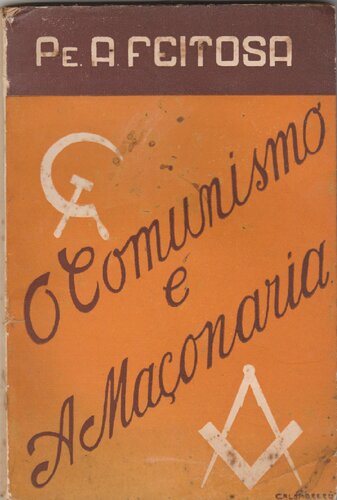 PE. A. FEITOSA
O Comunismo
e
A Maçonaria